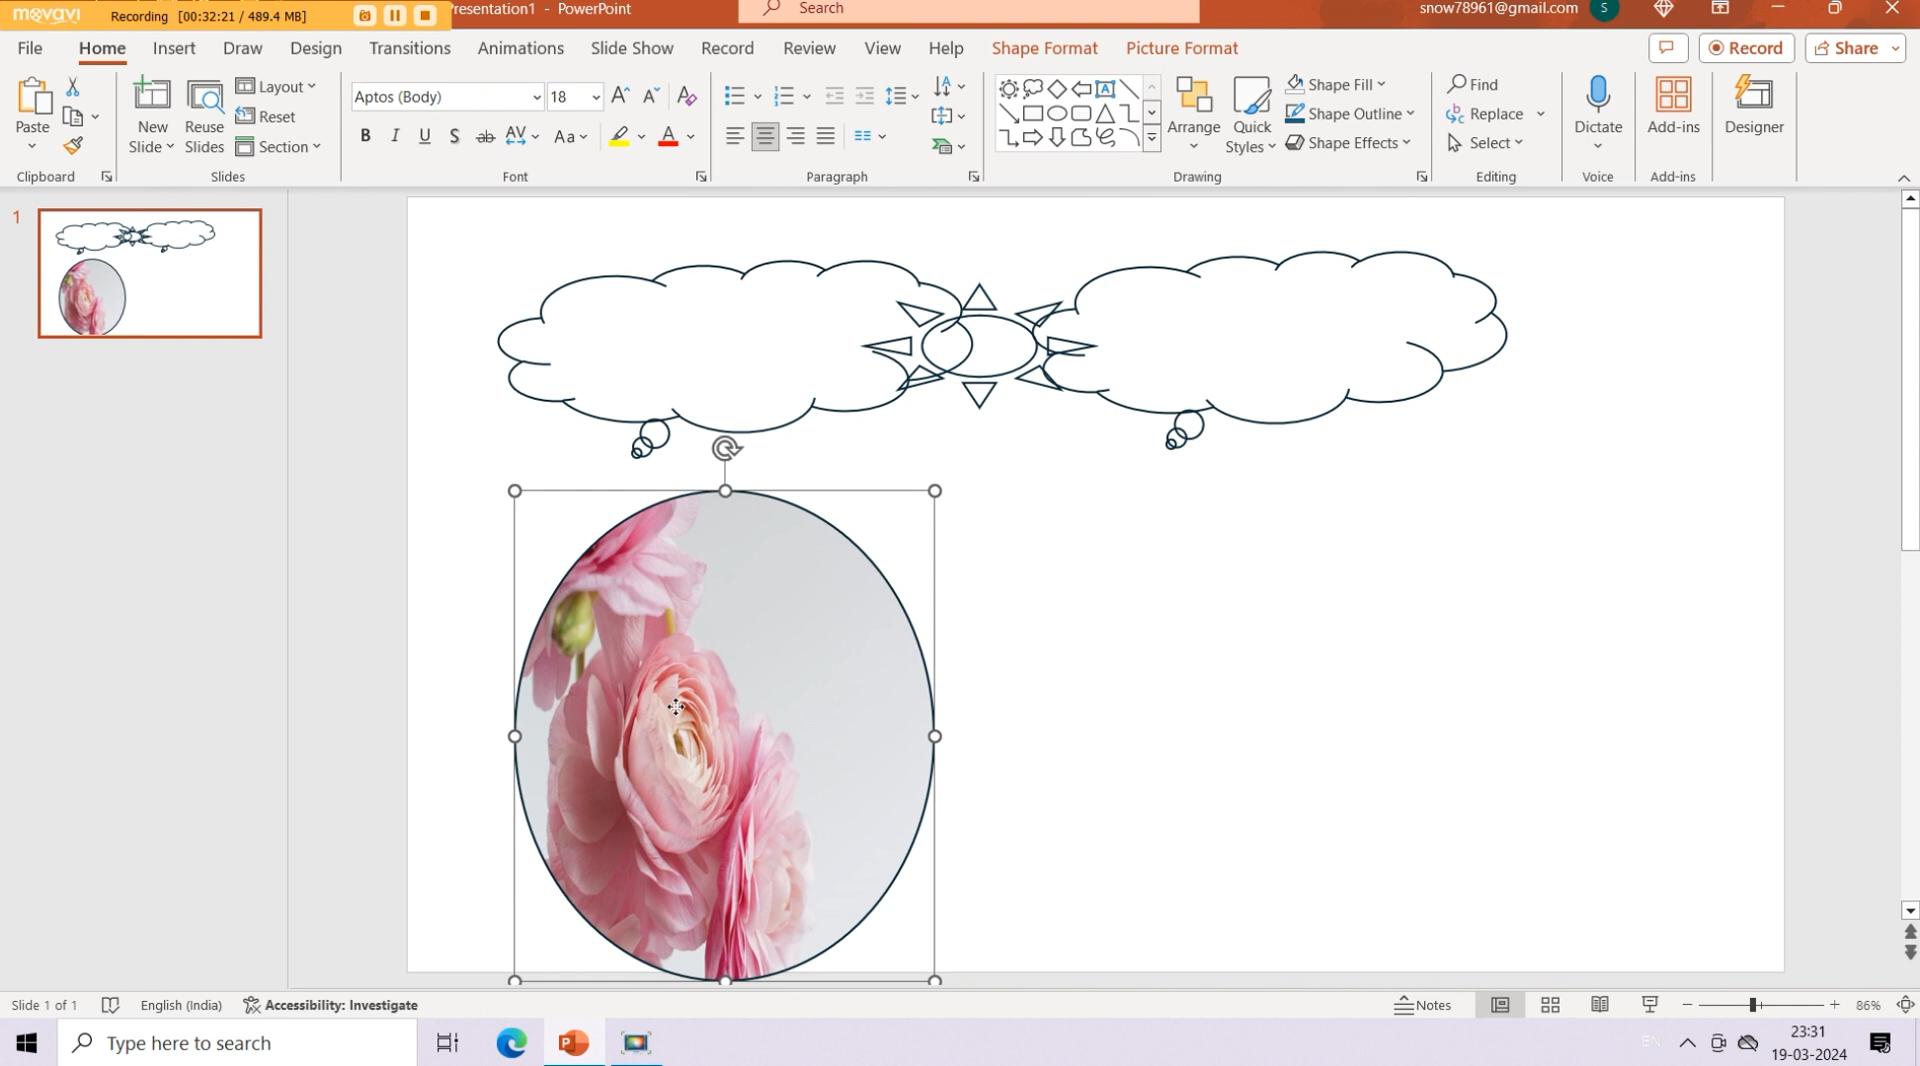 movavi Recording [00:32:21 / 489.4 MB] Presentation1 - PowerPoint Search snow78961@gmail.com S
File Home Insert Draw Design Transitions Animations Slide Show Record Review View Help Shape Format Picture Format Record Share
Paste New Slide Reuse Slides Layout Reset Section
Aptos (Body) 18
B I U S ab AV Aa A
Arrange Quick Styles Shape Fill Shape Outline Shape Effects
Find Replace Select
Dictate Add-ins Designer
Clipboard Slides Font Paragraph Drawing Editing Voice Add-ins
1
Slide 1 of 1 English (India) Accessibility: Investigate Notes 86%
Type here to search 23:31
19-03-2024